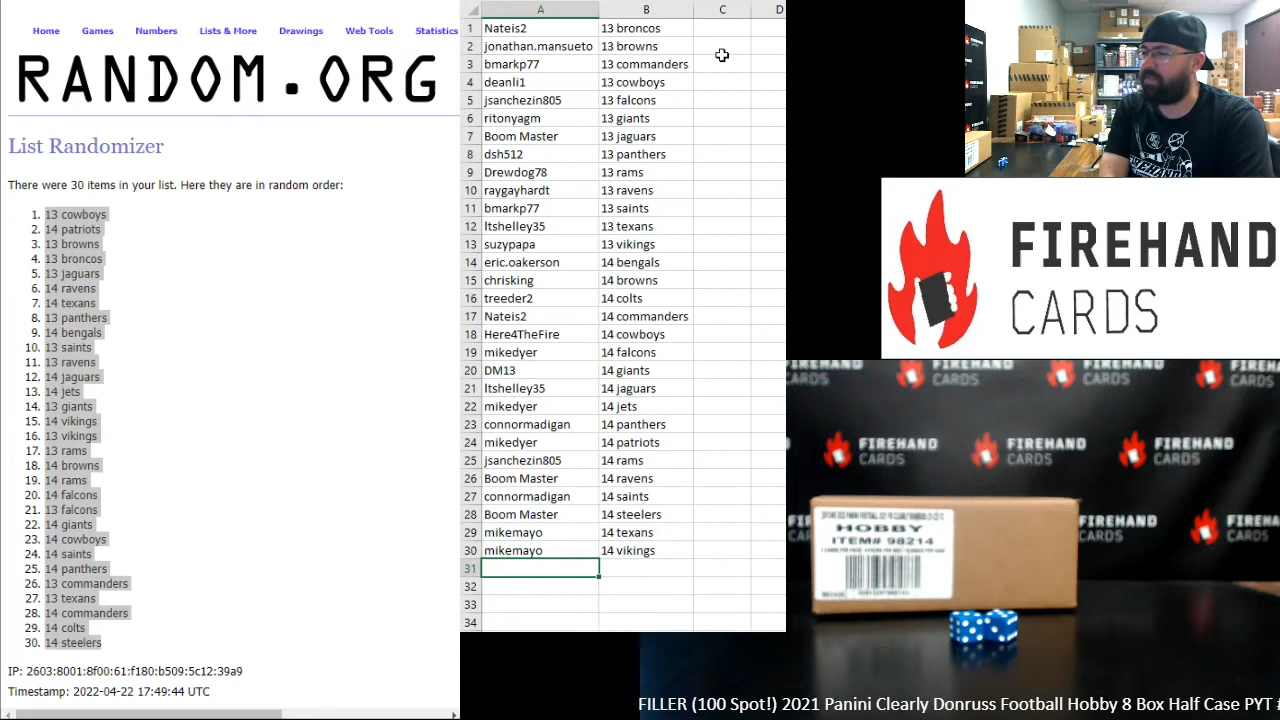 Home Games Numbers Lists & More Drawings Web Tools Statistics
RANDOM.ORG
List Randomizer
There were 30 items in your list. Here they are in random order:
1. 13 cowboys
2. 14 patriots
3. 13 browns
4. 13 broncos
5. 13 jaguars
6. 14 ravens
7. 14 texans
8. 13 panthers
9. 14 bengals
10. 13 saints
11. 13 ravens
12. 14 jaguars
13. 14 jets
14. 13 giants
15. 14 vikings
16. 13 vikings
17. 13 rams
18. 14 browns
19. 14 rams
20. 14 falcons
21. 13 falcons
22. 14 giants
23. 14 cowboys
24. 14 saints
25. 14 panthers
26. 13 commanders
27. 13 texans
28. 14 commanders
29. 14 colts
30. 14 steelers
IP: 2603:8001:8f00:61:f180:b509:5c12:39a9
Timestamp: 2022-04-22 17:49:44 UTC
A B C D
1 Nateis2 13 broncos
2 jonathan.mansueto 13 browns
3 bmarkp77 13 commanders
4 deanli1 13 cowboys
5 jsanchezin805 13 falcons
6 ritonyagm 13 giants
7 Boom Master 13 jaguars
8 dsh512 13 panthers
9 Drewdog78 13 rams
10 raygayhardt 13 ravens
11 bmarkp77 13 saints
12 ltshelley35 13 texans
13 suzypapa 13 vikings
14 eric.oakerson 14 bengals
15 chrisking 14 browns
16 treeder2 14 colts
17 Nateis2 14 commanders
18 Here4TheFire 14 cowboys
19 mikedyer 14 falcons
20 DM13 14 giants
21 ltshelley35 14 jaguars
22 mikedyer 14 jets
23 connormadigan 14 panthers
24 mikedyer 14 patriots
25 jsanchezin805 14 rams
26 Boom Master 14 ravens
27 connormadigan 14 saints
28 Boom Master 14 steelers
29 mikemayo 14 texans
30 mikemayo 14 vikings
31
32
33
34
FIREHAND
CARDS
CARDS
FIREHAND
CARDS
FIREHAND
CARDS
FIREHAND
CARDS
FIREHAND
CARDS
FIREHAND
CARDS
HOBBY
ITEM# 98214
FILLER (100 Spot!) 2021 Panini Clearly Donruss Football Hobby 8 Box Half Case PYT